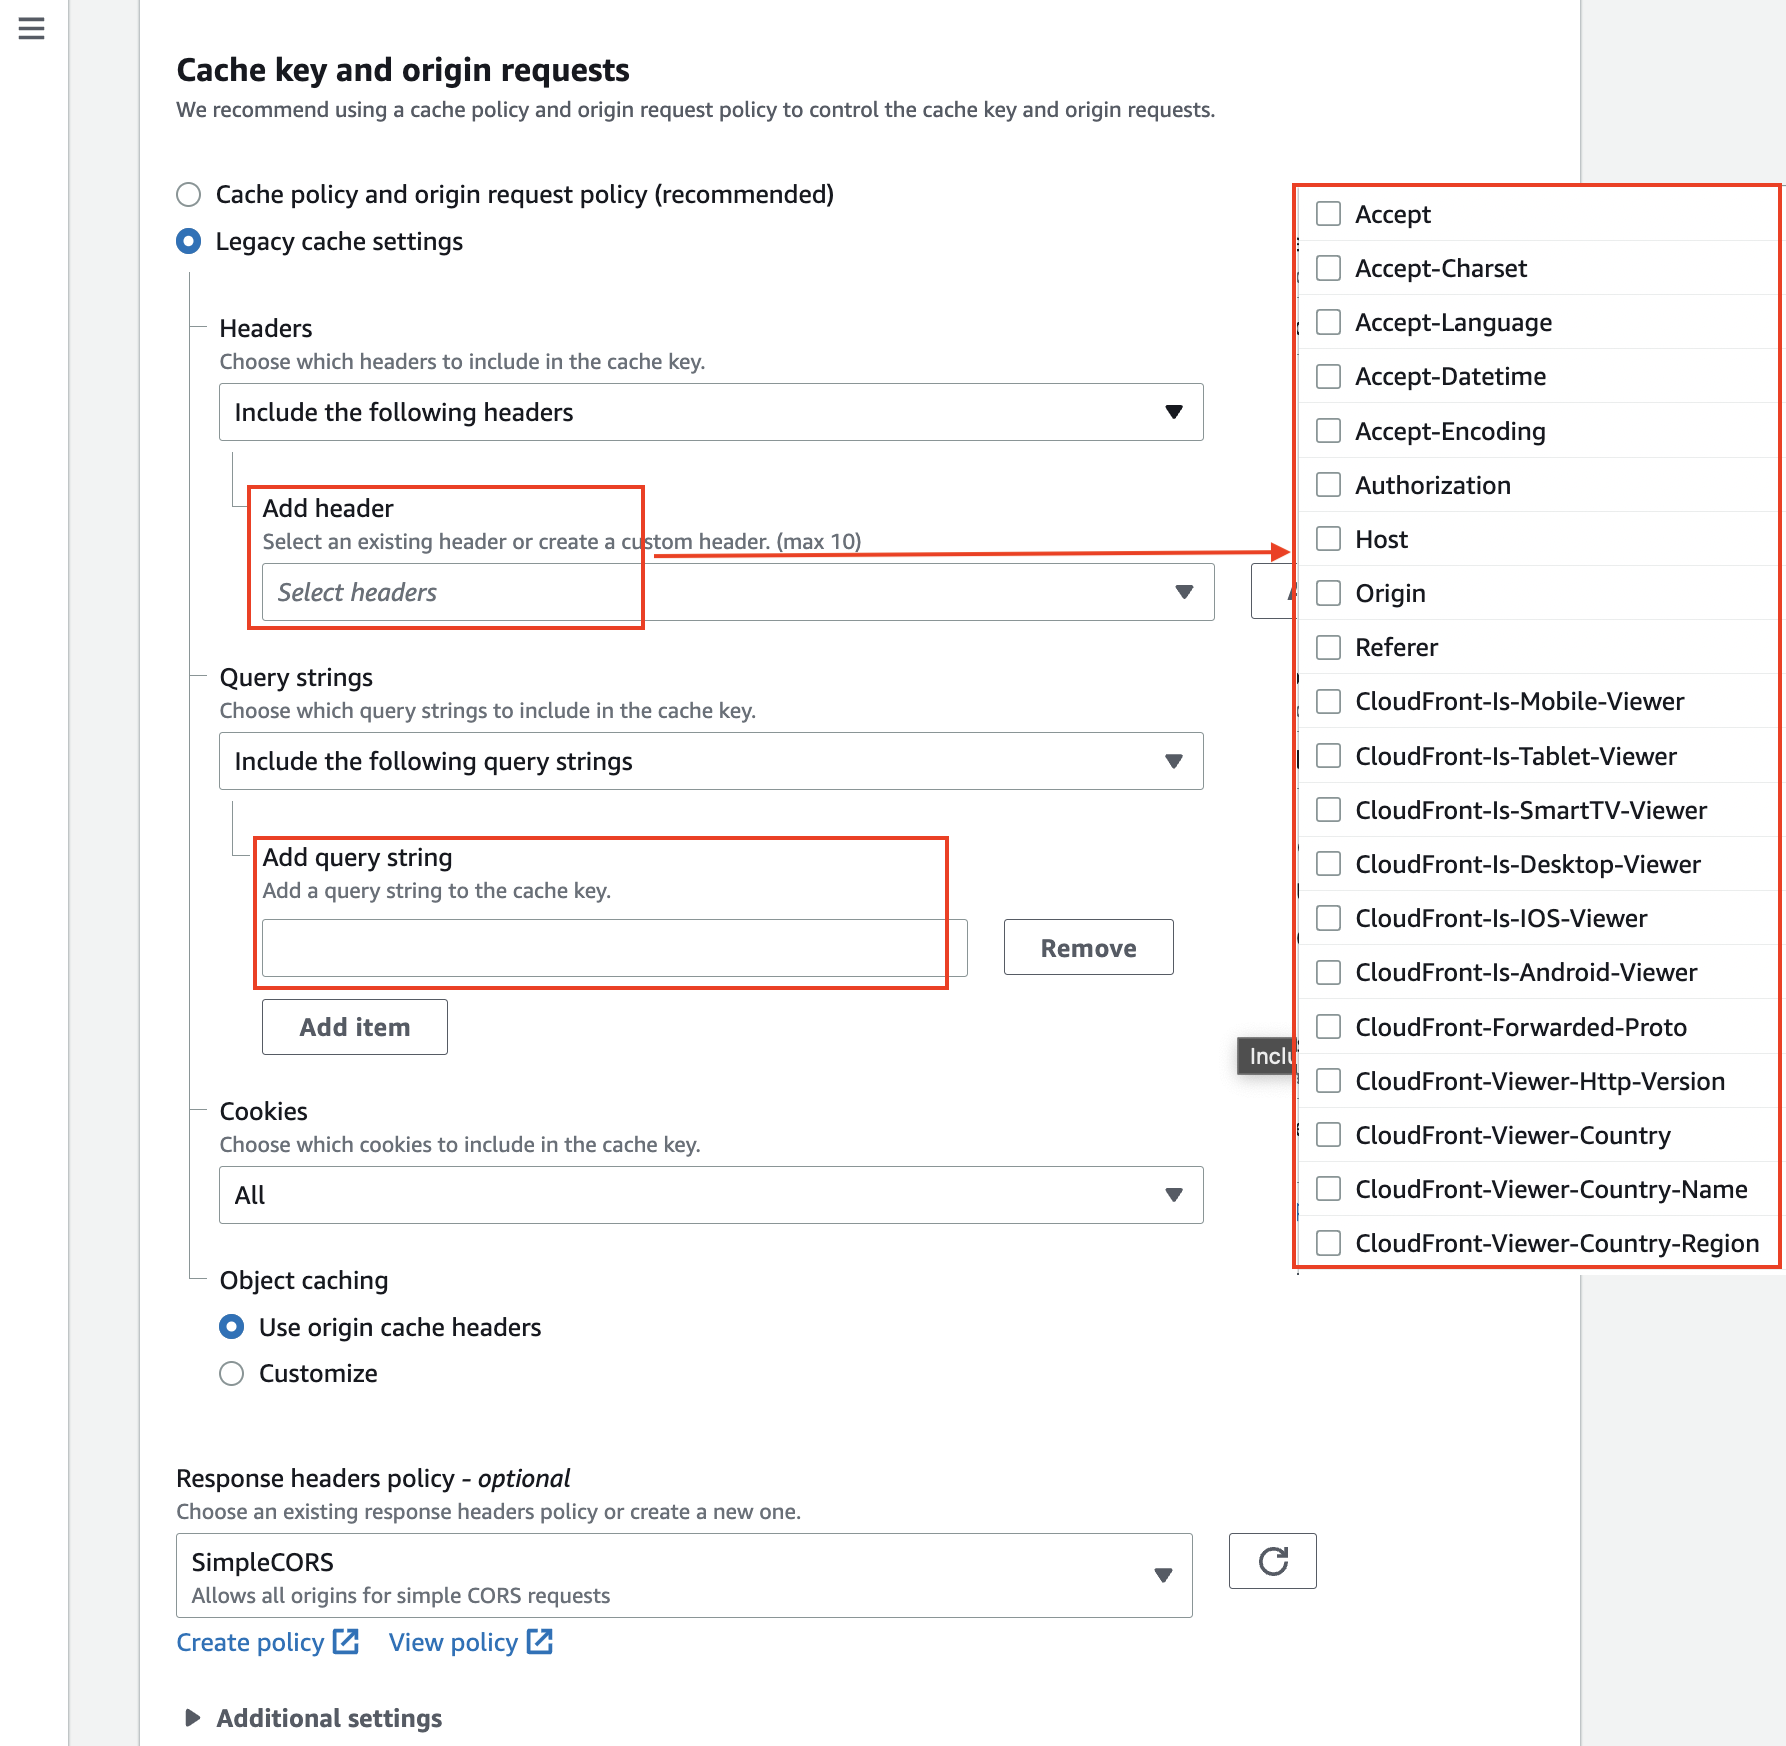 Cache key and origin requests
We recommend using a cache policy and origin request policy to control the cache key and origin requests.
Cache policy and origin request policy (recommended)
Legacy cache settings
Headers
Choose which headers to include in the cache key.
Include the following headers
Add header
Select an existing header or create a custom header. (max 10)
Select headers
Query strings
Choose which query strings to include in the cache key.
Include the following query strings
Add query string
Add a query string to the cache key.
Remove
Add item
Cookies
Choose which cookies to include in the cache key.
All
Object caching
Use origin cache headers
Customize
Response headers policy - optional
Choose an existing response headers policy or create a new one.
SimpleCORS
Allows all origins for simple CORS requests
Create policy View policy
Additional settings
Accept
Accept-Charset
Accept-Language
Accept-Datetime
Accept-Encoding
Authorization
Host
Origin
Referer
CloudFront-Is-Mobile-Viewer
CloudFront-Is-Tablet-Viewer
CloudFront-Is-SmartTV-Viewer
CloudFront-Is-Desktop-Viewer
CloudFront-Is-IOS-Viewer
CloudFront-Is-Android-Viewer
CloudFront-Forwarded-Proto
CloudFront-Viewer-Http-Version
CloudFront-Viewer-Country
CloudFront-Viewer-Country-Name
CloudFront-Viewer-Country-Region